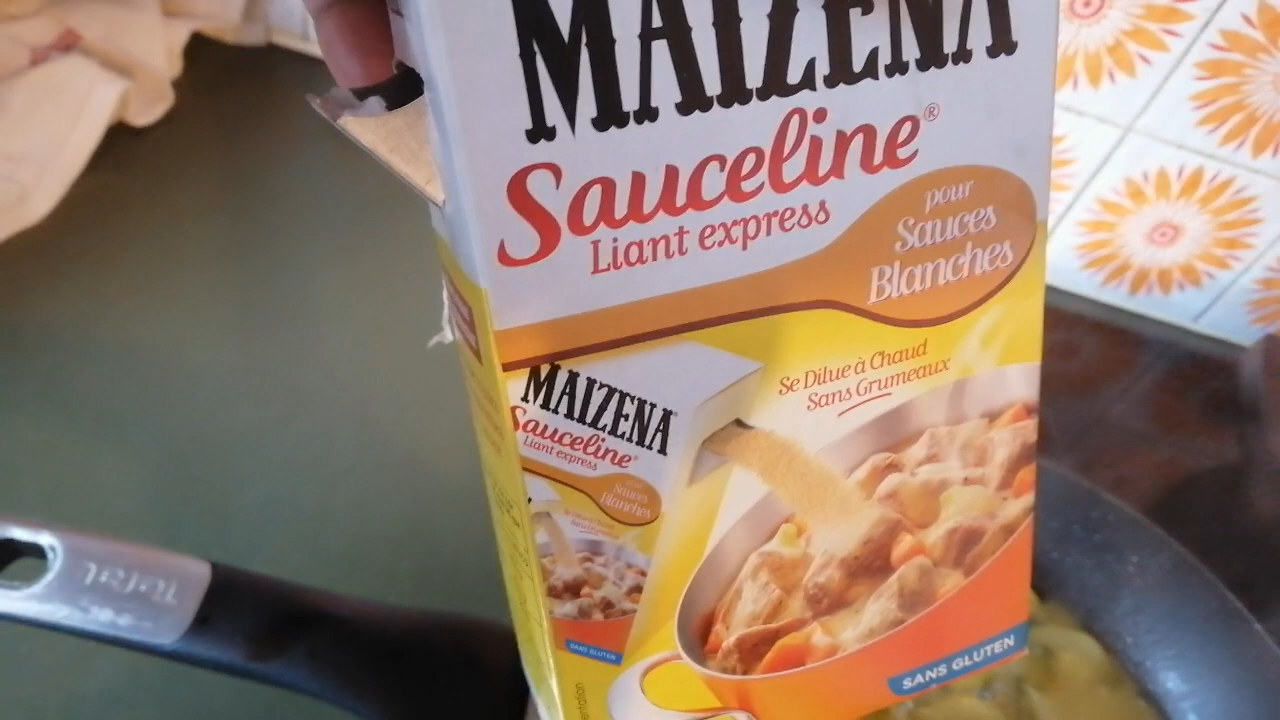 MAIZENA
Sauceline®
Liant express
pour
Sauces
Blanches
Se Dilue à Chaud
Sans Grumeaux
MAIZENA®
Sauceline®
Liant express
Sauces
Blanches
SANS GLUTEN
SANS GLUTEN
Tefal